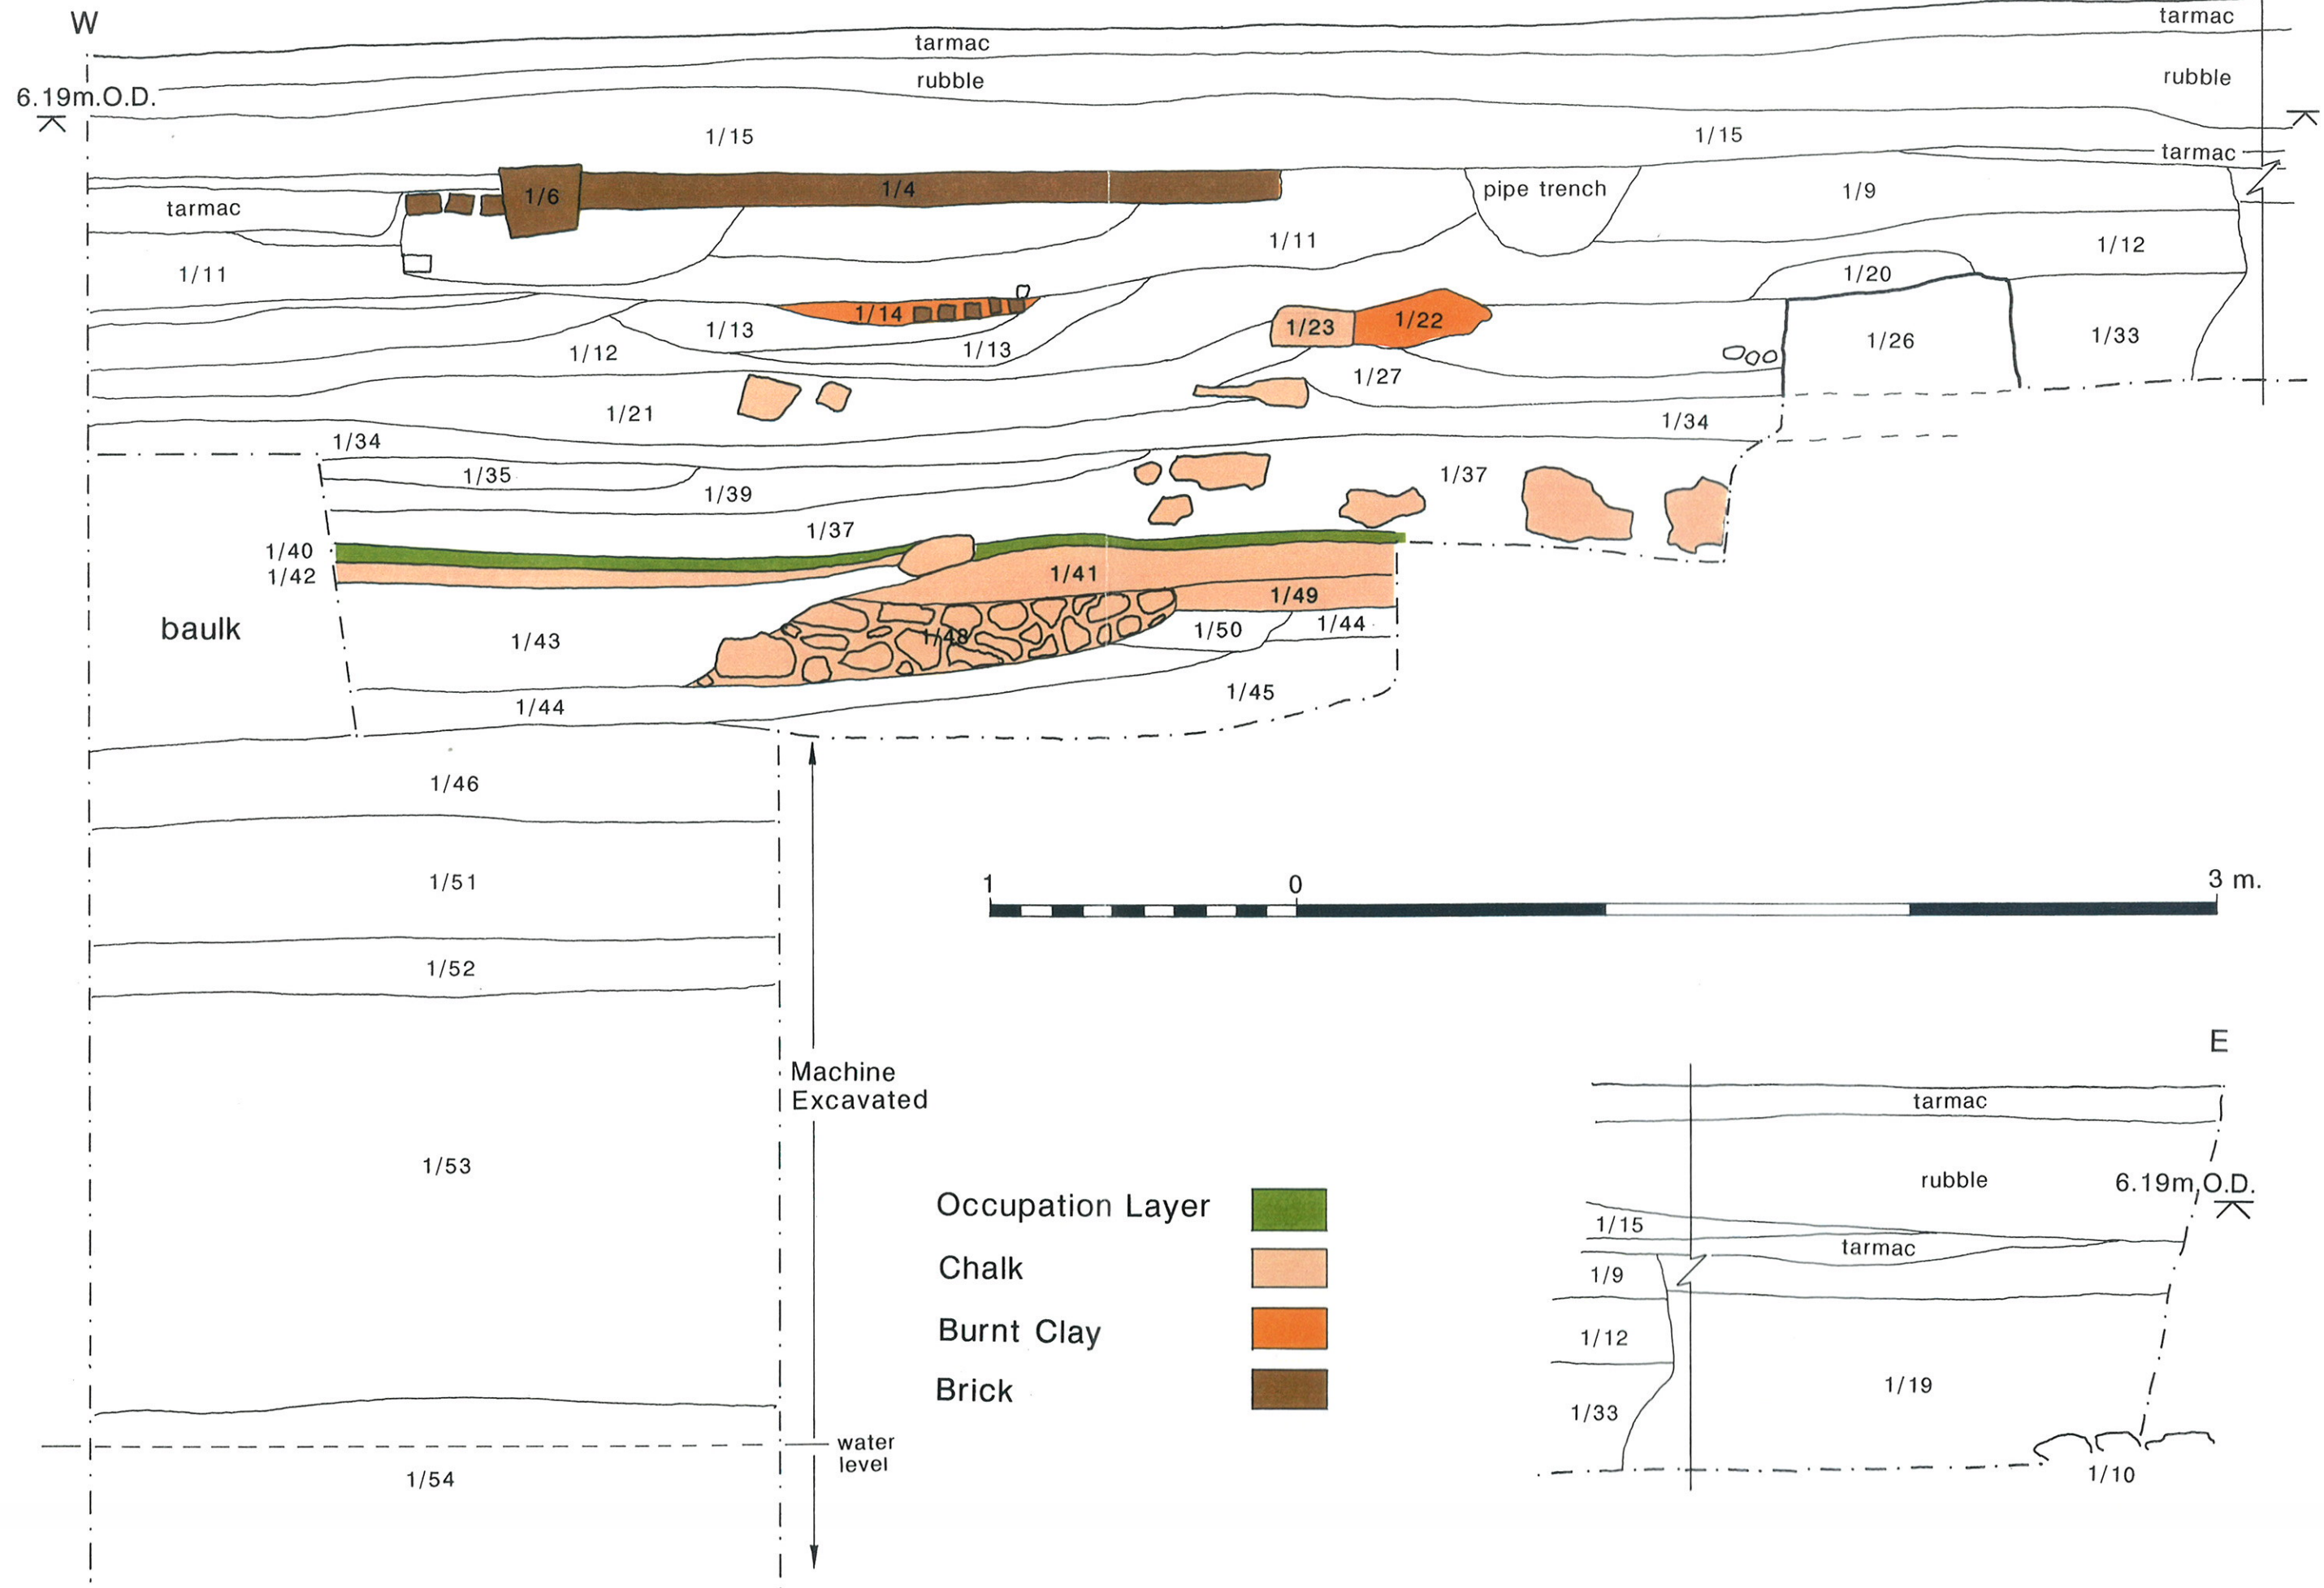 W
tarmac
tarmac
rubble
rubble
6.19m.O.D.
1/15
1/15
tarmac
1/6
1/4
pipe trench
1/9
tarmac
1/11
1/12
1/11
1/20
1/14
1/23
1/22
1/13
1/26
1/33
1/12
1/13
1/27
1/21
1/34
1/34
1/35
1/37
1/39
1/37
1/40
1/42
1/41
1/49
baulk
1/43
1/48
1/50
1/44
1/45
1/44
1/46
1/51
1 0 3 m.
1/52
E
Machine
Excavated
tarmac
1/53
rubble
6.19m.O.D.
Occupation Layer
1/15
tarmac
Chalk
1/9
Burnt Clay
1/12
Brick
1/19
1/33
water
level
1/54
1/10